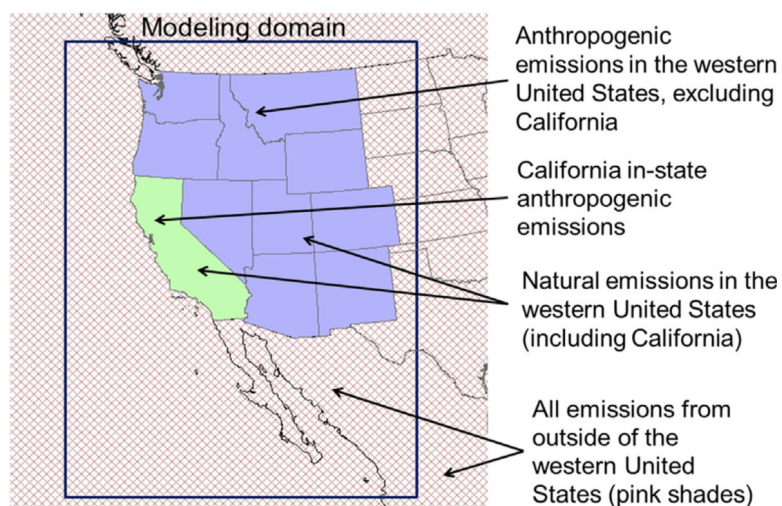 Modeling domain
Anthropogenic
emissions in the western
United States, excluding
California
California in-state
anthropogenic
emissions
Natural emissions in the
western United States
(including California)
All emissions from
outside of the
western United
States (pink shades)